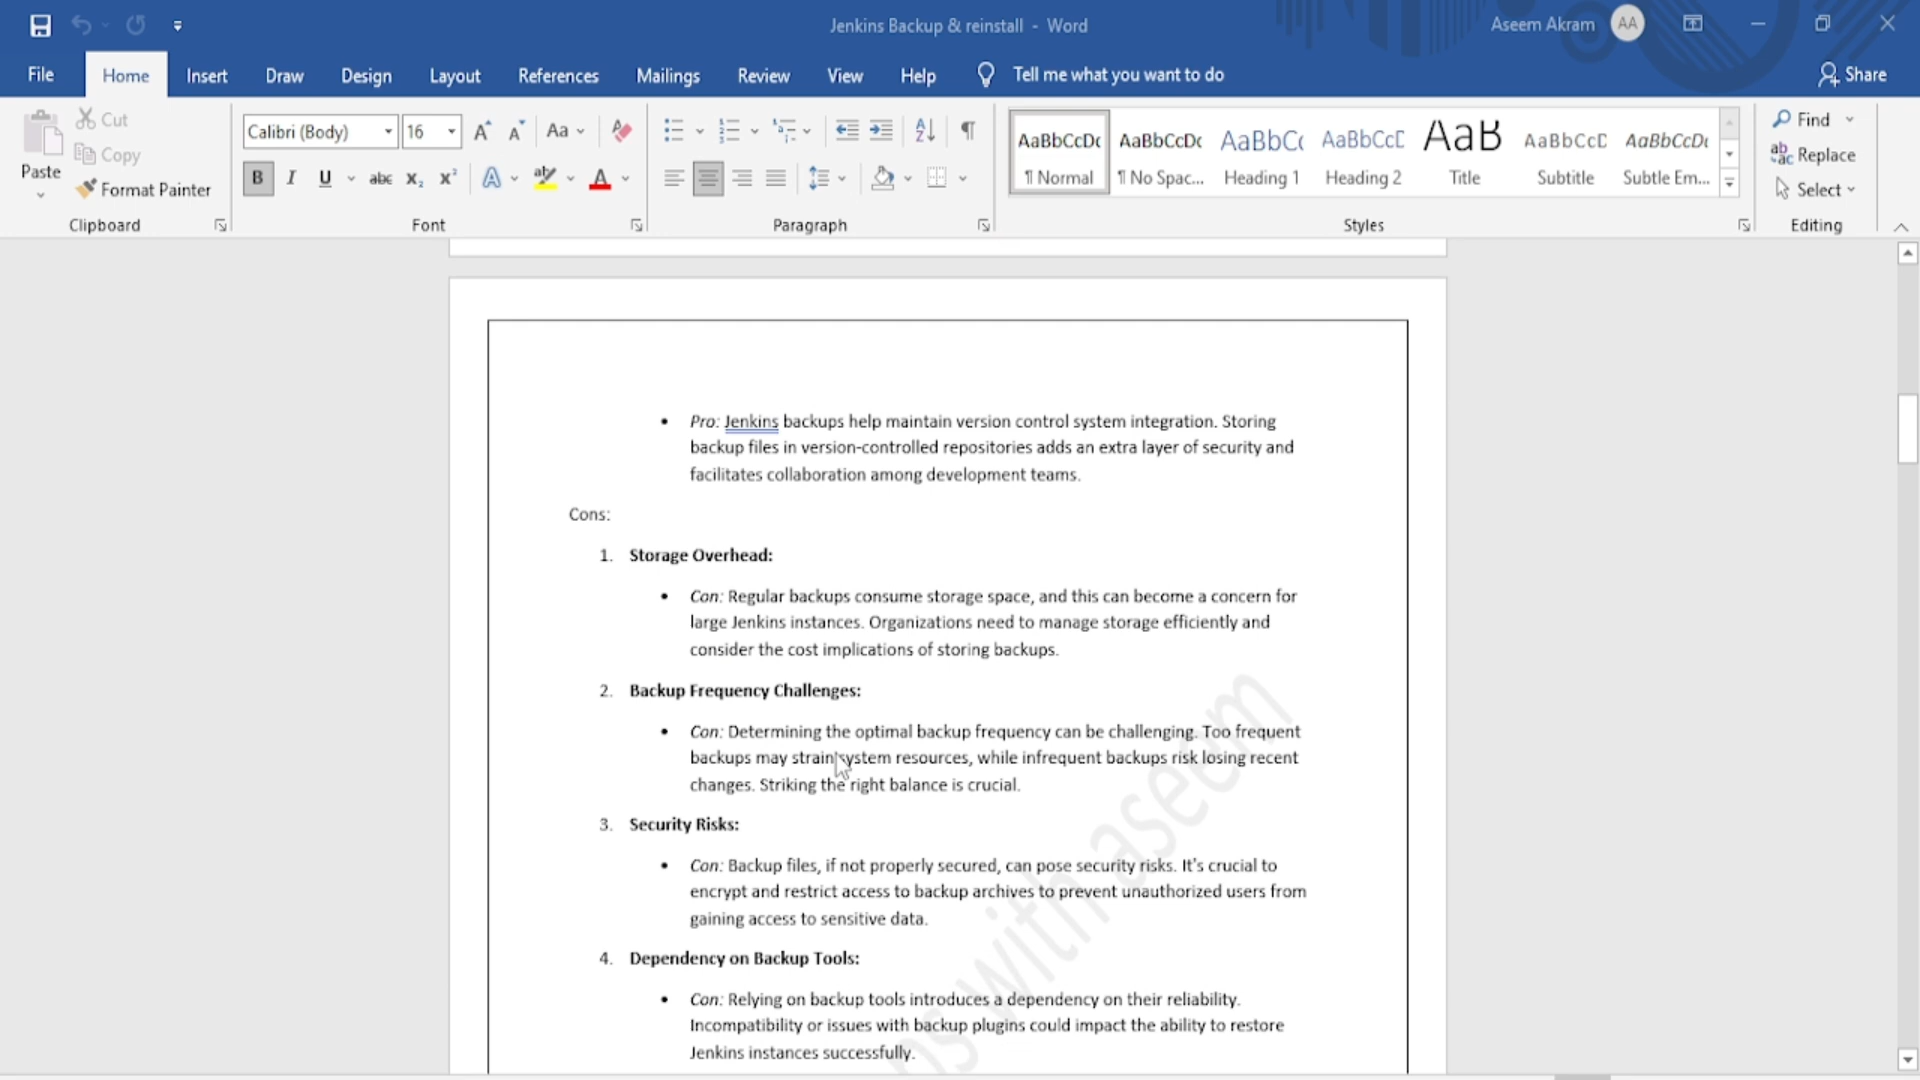 Jenkins Backup & reinstall - Word
Aseem Akram AA
File Home Insert Draw Design Layout References Mailings Review View Help Tell me what you want to do Share
Paste
Cut
Copy
Format Painter
Clipboard
Calibri (Body) 16 Aa
B I U abc X₂ X² A A
Font
Paragraph
AaBbCcDc AaBbCcDc AaBbC AaBbCcE AaB AaBbCcD AaBbCcDt
¶ Normal ¶ No Spac... Heading 1 Heading 2 Title Subtitle Subtle Em...
Styles
Find
Replace
Select
Editing
• Pro: Jenkins backups help maintain version control system integration. Storing
backup files in version-controlled repositories adds an extra layer of security and
facilitates collaboration among development teams.
Cons:
1. Storage Overhead:
• Con: Regular backups consume storage space, and this can become a concern for
large Jenkins instances. Organizations need to manage storage efficiently and
consider the cost implications of storing backups.
2. Backup Frequency Challenges:
• Con: Determining the optimal backup frequency can be challenging. Too frequent
backups may strain system resources, while infrequent backups risk losing recent
changes. Striking the right balance is crucial.
3. Security Risks:
• Con: Backup files, if not properly secured, can pose security risks. It's crucial to
encrypt and restrict access to backup archives to prevent unauthorized users from
gaining access to sensitive data.
4. Dependency on Backup Tools:
• Con: Relying on backup tools introduces a dependency on their reliability.
Incompatibility or issues with backup plugins could impact the ability to restore
Jenkins instances successfully.
with aseem